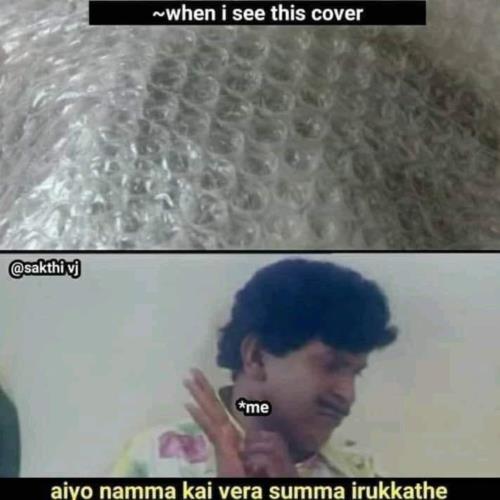 ~when i see this cover
@sakthi vj
*me
aiyo namma kai vera summa irukkathe